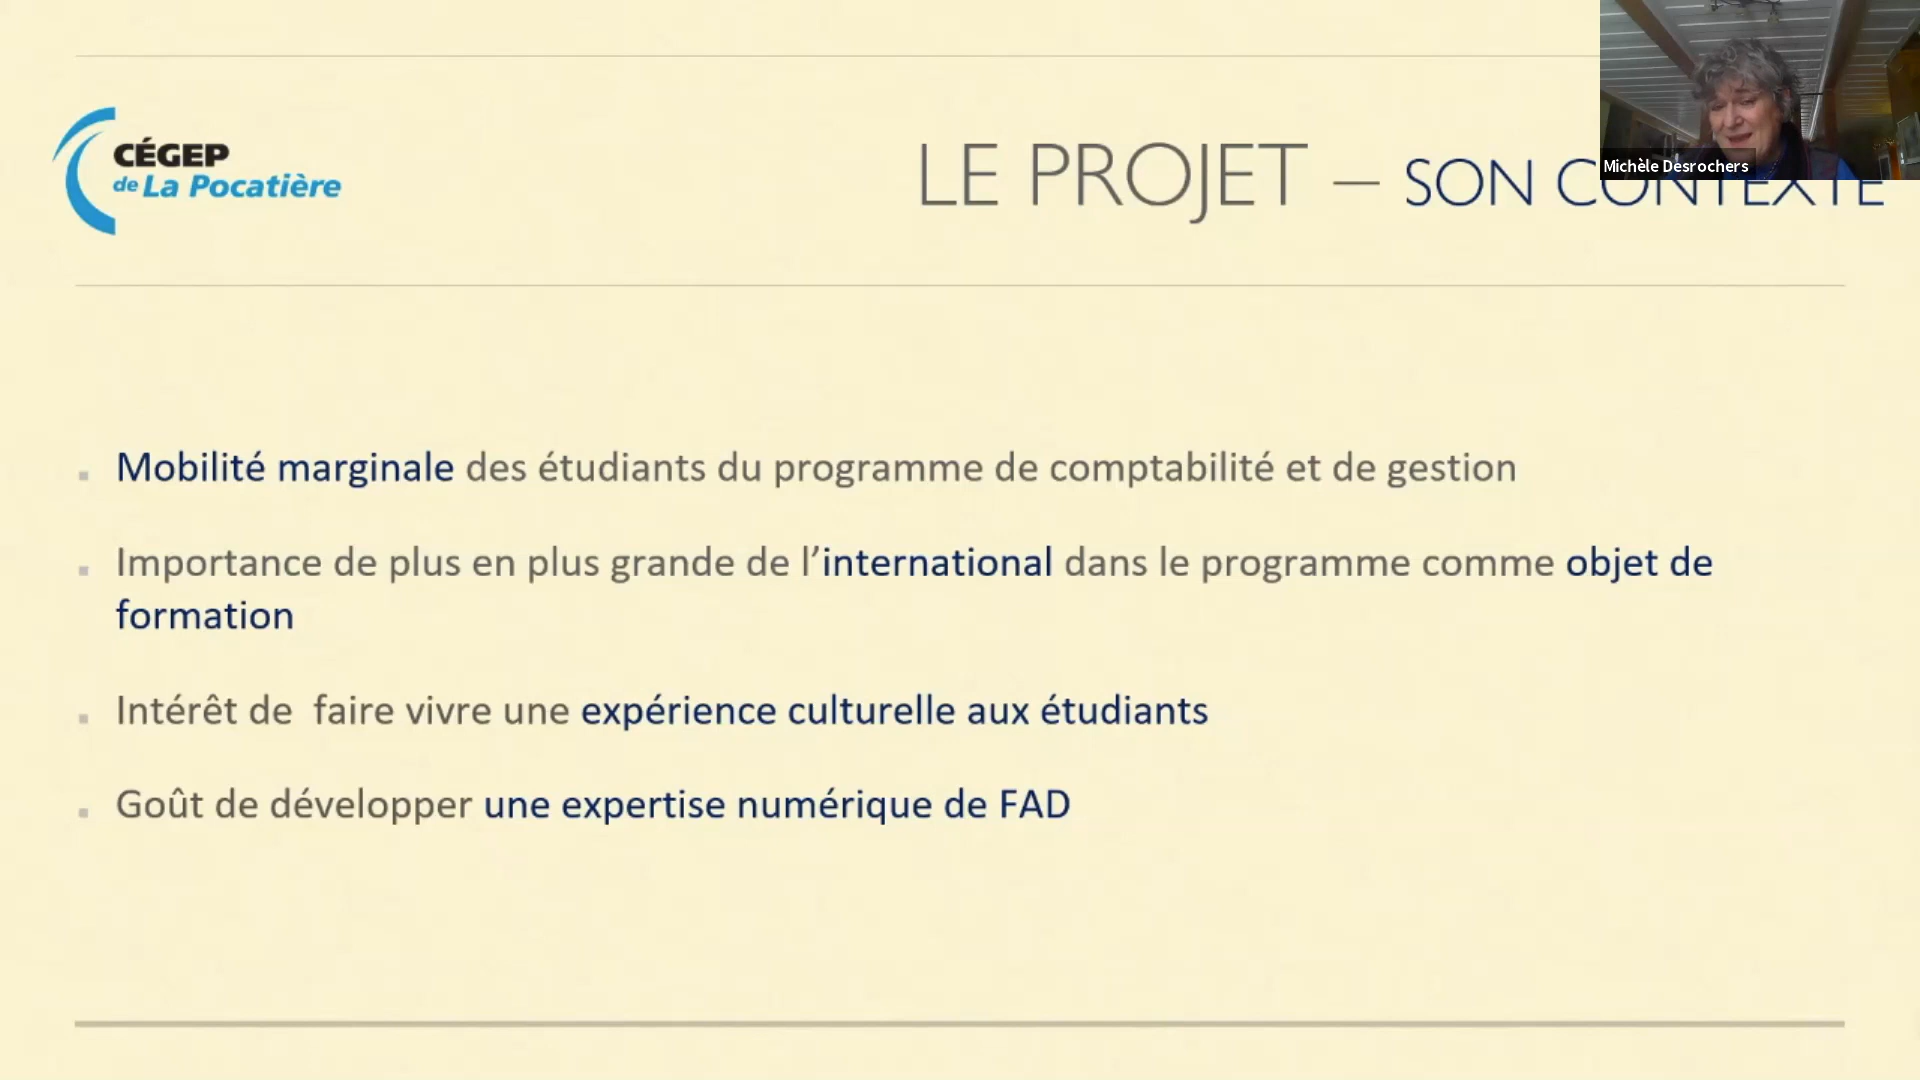 CÉGEP
de La Pocatière
LE PROJET – SON CONTEXTE
Michèle Desrochers
Mobilité marginale des étudiants du programme de comptabilité et de gestion
Importance de plus en plus grande de l’international dans le programme comme objet de
formation
Intérêt de  faire vivre une expérience culturelle aux étudiants
Goût de développer une expertise numérique de FAD